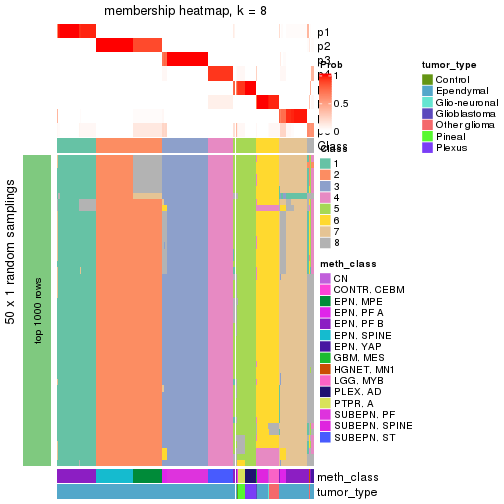 membership heatmap, k = 8
p1
p2
p3
p4
Prob
1
0.5
0
Class
Class
1
2
3
4
5
6
7
8
50 x 1 random samplings
top 1000 rows
meth_class
CN
CONTR, CEBM
EPN, MPE
EPN, PF A
EPN, PF B
EPN, SPINE
EPN, YAP
GBM, MES
HGNET, MN1
LGG, MYB
PLEX, AD
PTPR, A
SUBEPN, PF
SUBEPN, SPINE
SUBEPN, ST
tumor_type
Control
Ependymal
Glio-neuronal
Glioblastoma
Other glioma
Pineal
Plexus
meth_class
tumor_type